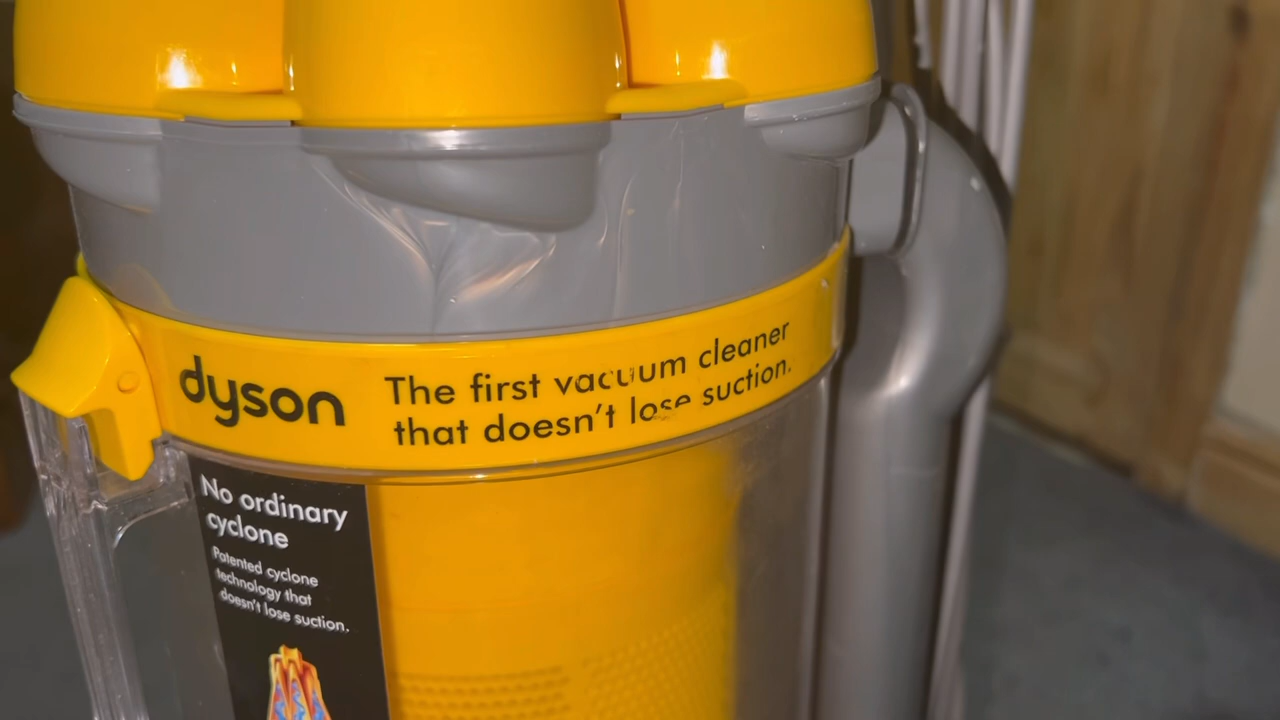 dyson
The first vacuum cleaner
that doesn't lose suction.
No ordinary
cyclone
Patented cyclone
technology that
doesn't lose suction.